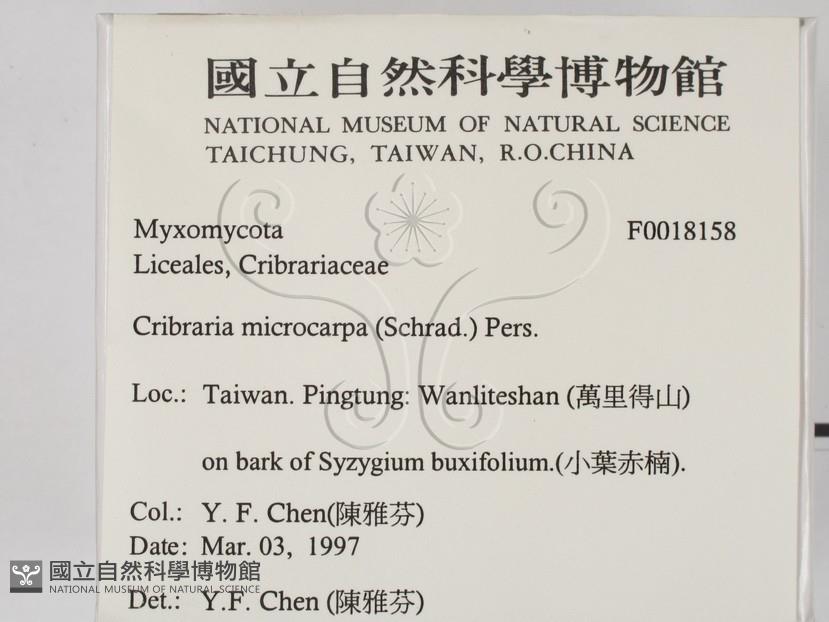 國立自然科學博物館
NATIONAL MUSEUM OF NATURAL SCIENCE
TAICHUNG, TAIWAN, R.O.CHINA
Myxomycota F0018158
Liceales, Cribrariaceae
Cribraria microcarpa (Schrad.) Pers.
Loc.: Taiwan. Pingtung: Wanliteshan (萬里得山)
on bark of Syzygium buxifolium.(小葉赤楠).
Col.: Y. F. Chen(陳雅芬)
Date: Mar. 03, 1997
國立自然科學博物館
NATIONAL MUSEUM OF NATURAL SCIENCE
Det.: Y.F. Chen (陳雅芬)